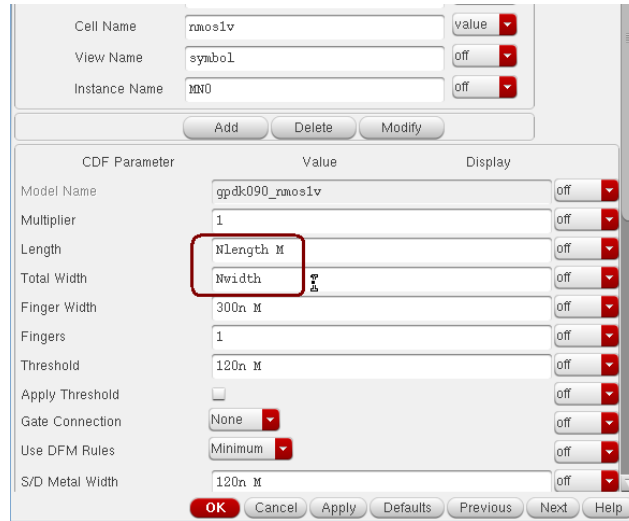 Cell Name nmos1v value
View Name symbol off
Instance Name MN0 off
Add Delete Modify
CDF Parameter Value Display
Model Name gpdk090_nmos1v off
Multiplier 1 off
Length Nlength M off
Total Width Nwidth off
Finger Width 300n M off
Fingers 1 off
Threshold 120n M off
Apply Threshold off
Gate Connection None off
Use DFM Rules Minimum off
S/D Metal Width 120n M off
OK Cancel Apply Defaults Previous Next Help